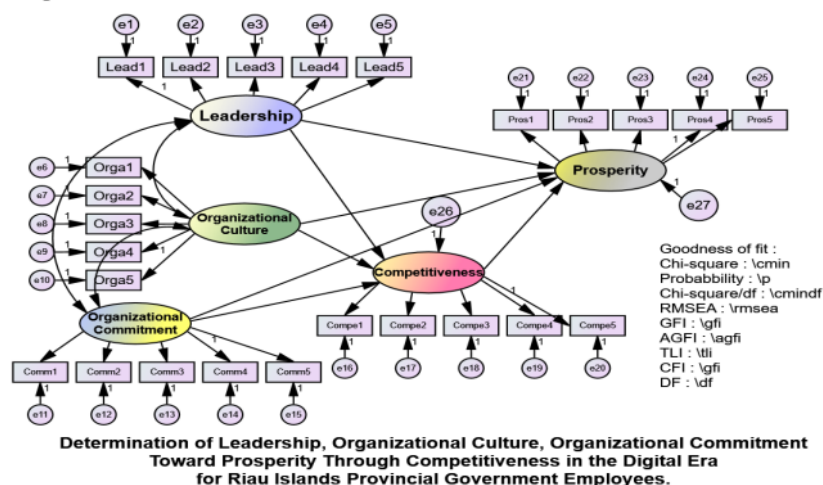 e1 e2 e3 e4 e5
1 1 1 1 1
Lead1 Lead2 Lead3 Lead4 Lead5
1
Leadership
e21 e22 e23 e24 e25
1 1 1 1 1
Pros1 Pros2 Pros3 Pros4 Pros5
1
Prosperity
1
e27
e6 1 Orga1
e7 1 Orga2
e8 1 Orga3
e9 1 Orga4
e10 1 Orga5
1
Organizational
Culture
e26
1
Competitiveness
Organizational
Commitment
1
Compe1 Compe2 Compe3 Compe4 Compe5
1 1 1 1 1
e16 e17 e18 e19 e20
1
Comm1 Comm2 Comm3 Comm4 Comm5
1 1 1 1 1
e11 e12 e13 e14 e15
Goodness of fit :
Chi-square : \cmin
Probabbility : \p
Chi-square/df : \cmindf
RMSEA : \rmsea
GFI : \gfi
AGFI : \agfi
TLI : \tli
CFI : \gfi
DF : \df
Determination of Leadership, Organizational Culture, Organizational Commitment
Toward Prosperity Through Competitiveness in the Digital Era
for Riau Islands Provincial Government Employees.